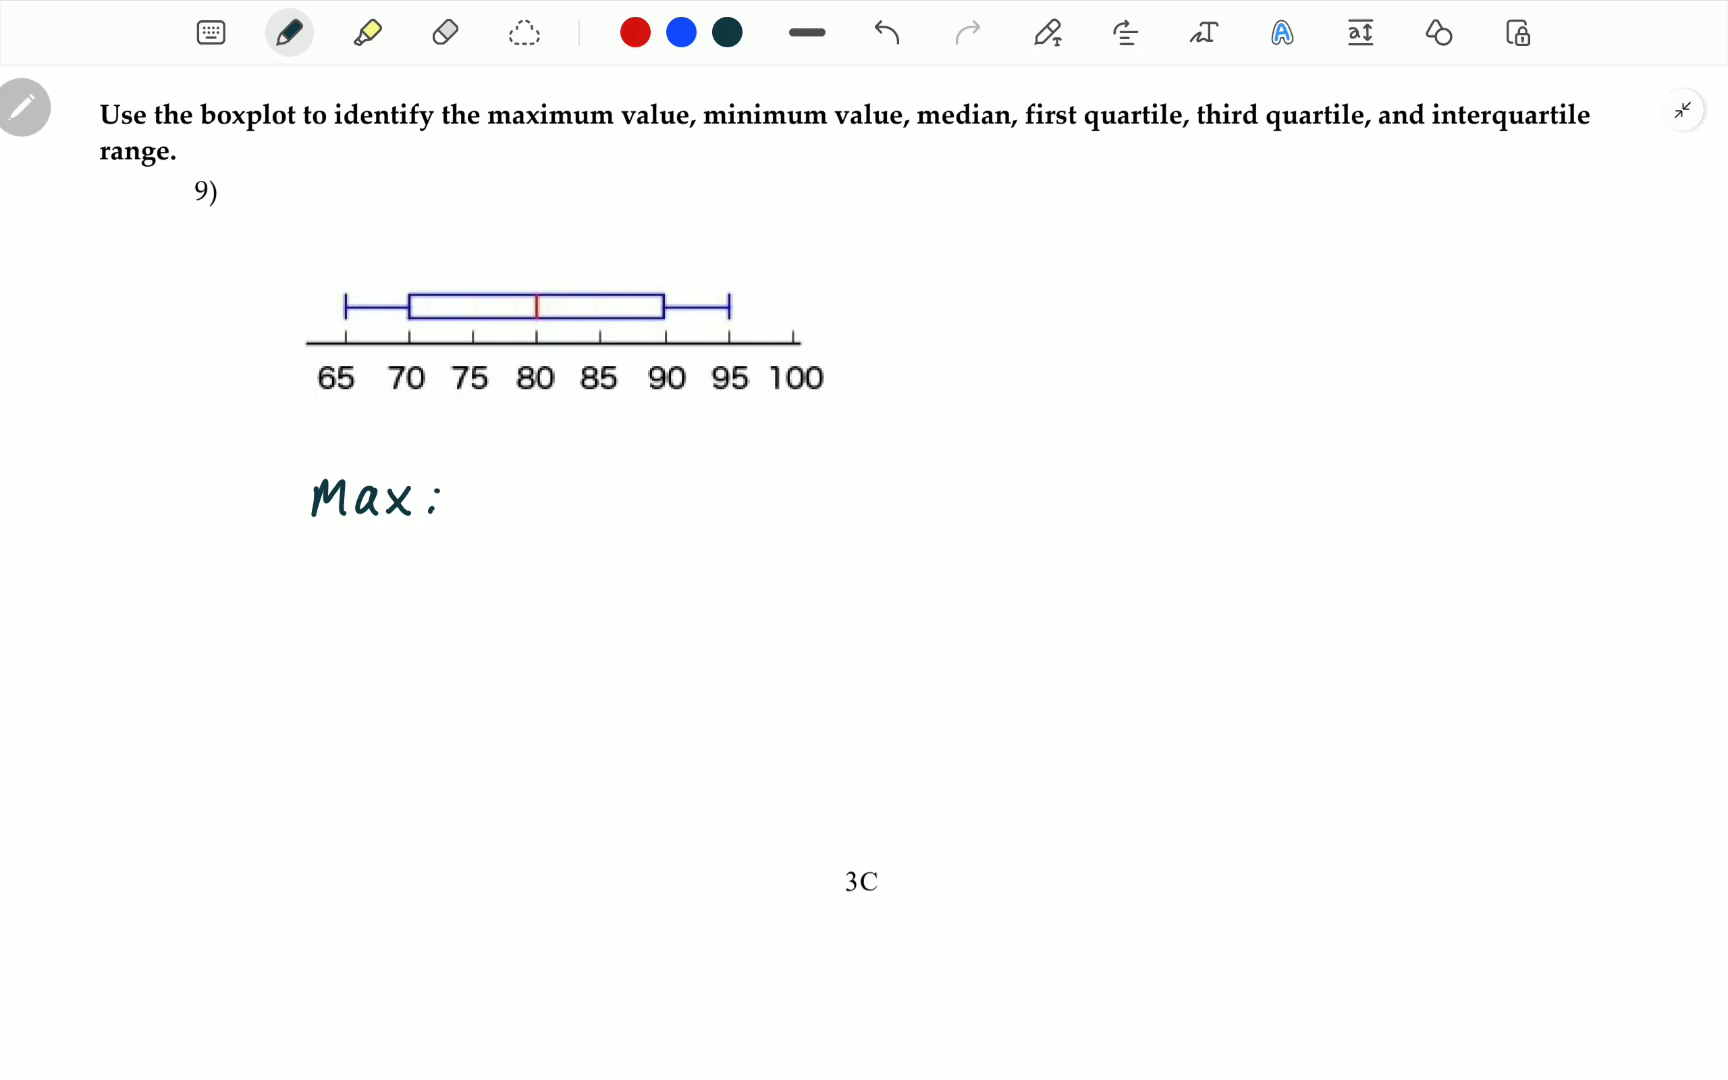 Use the boxplot to identify the maximum value, minimum value, median, first quartile, third quartile, and interquartile
range.
9)
65 70 75 80 85 90 95 100
Max:
3C